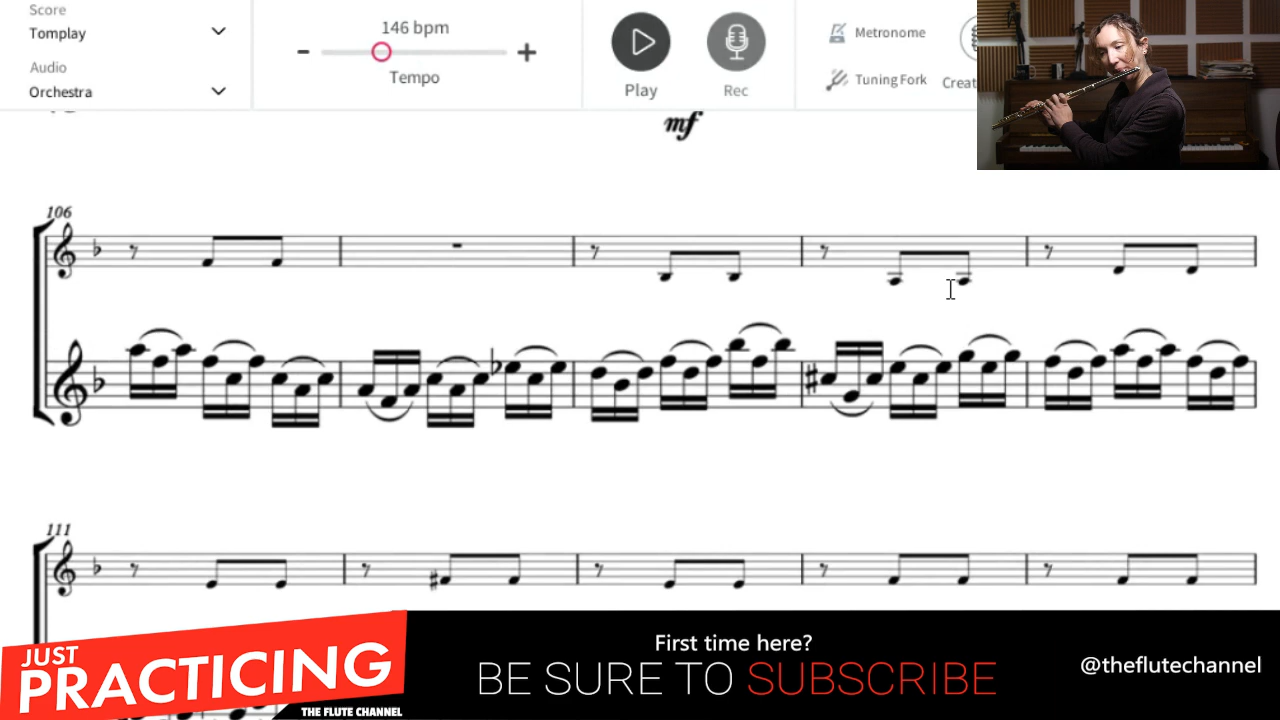 Score
Tomplay
Audio
Orchestra
146 bpm
Tempo
Play
Rec
Metronome
Tuning Fork
Creat
mf
106
111
JUST
PRACTICING
THE FLUTE CHANNEL
First time here?
BE SURE TO SUBSCRIBE
@theflutechannel